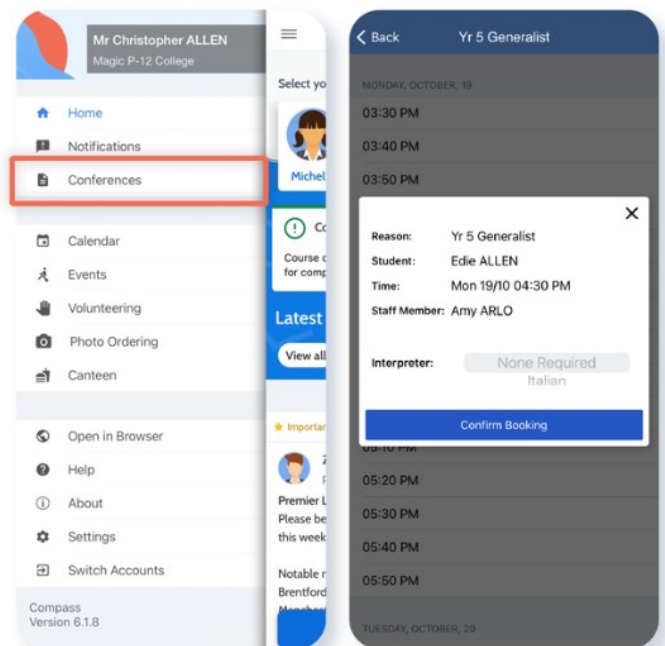 Mr Christopher ALLEN
Magic P-12 College
Home
Notifications
Conferences
Calendar
Events
Volunteering
Photo Ordering
Canteen
Open in Browser
Help
About
Settings
Switch Accounts
Compass
Version 6.1.8
Select yo
Michel
Co
Course c
for comp
Latest
View all
Importan
Premier L
Please be
this week
Notable r
Brentford
Back
Yr 5 Generalist
MONDAY, OCTOBER, 19
03:30 PM
03:40 PM
03:50 PM
Reason: Yr 5 Generalist
Student: Edie ALLEN
Time: Mon 19/10 04:30 PM
Staff Member: Amy ARLO
Interpreter: None Required
Italian
Confirm Booking
05:10 PM
05:20 PM
05:30 PM
05:40 PM
05:50 PM
TUESDAY, OCTOBER, 20